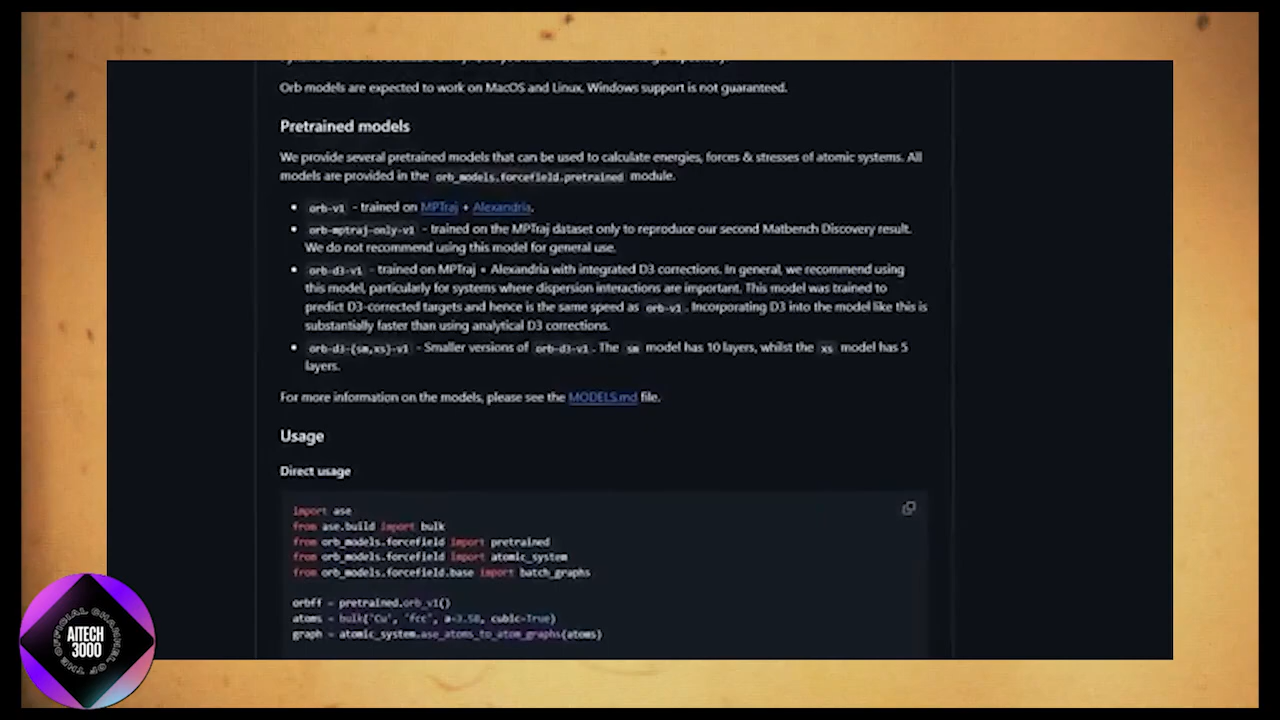 Orb models are expected to work on MacOS and Linux. Windows support is not guaranteed.
Pretrained models
We provide several pretrained models that can be used to calculate energies, forces & stresses of atomic systems. All
models are provided in the orb_models.forcefield.pretrained module.
• orb-v1 - trained on MPTraj + Alexandria.
• orb-mptraj-only-v1 - trained on the MPTraj dataset only to reproduce our second Matbench Discovery result.
We do not recommend using this model for general use.
• orb-d3-v1 - trained on MPTraj + Alexandria with integrated D3 corrections. In general, we recommend using
this model, particularly for systems where dispersion interactions are important. This model was trained to
predict D3-corrected targets and hence is the same speed as orb-v1. Incorporating D3 into the model like this is
substantially faster than using analytical D3 corrections.
• orb-d3-{sm,xs}-v1 - Smaller versions of orb-d3-v1. The sm model has 10 layers, whilst the xs model has 5
layers.
For more information on the models, please see the MODELS.md file.
Usage
Direct usage
import ase
from ase.build import bulk
from orb_models.forcefield import pretrained
from orb_models.forcefield import atomic_system
from orb_models.forcefield.base import batch_graphs
orbff = pretrained.orb_v1()
atoms = bulk('Cu', 'fcc', a=3.58, cubic=True)
graph = atomic_system.ase_atoms_to_atom_graphs(atoms)
AITECH
3000
THE OFFICIAL CHANNEL OF